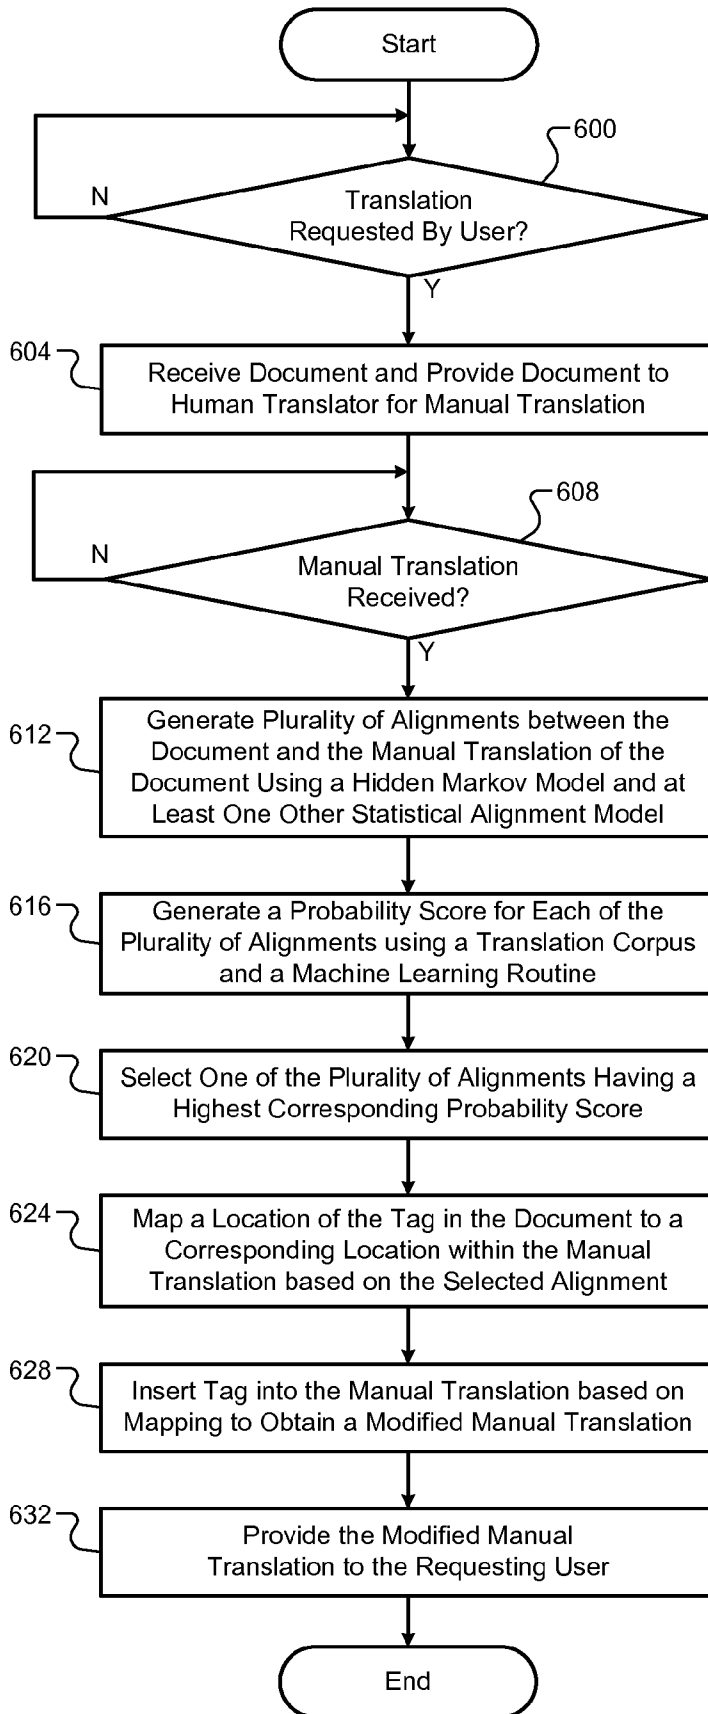 Start
600
Translation
Requested By User?
N
Y
604
Receive Document and Provide Document to
Human Translator for Manual Translation
608
Manual Translation
Received?
N
Y
612
Generate Plurality of Alignments between the
Document and the Manual Translation of the
Document Using a Hidden Markov Model and at
Least One Other Statistical Alignment Model
616
Generate a Probability Score for Each of the
Plurality of Alignments using a Translation Corpus
and a Machine Learning Routine
620
Select One of the Plurality of Alignments Having a
Highest Corresponding Probability Score
624
Map a Location of the Tag in the Document to a
Corresponding Location within the Manual
Translation based on the Selected Alignment
628
Insert Tag into the Manual Translation based on
Mapping to Obtain a Modified Manual Translation
632
Provide the Modified Manual
Translation to the Requesting User
End